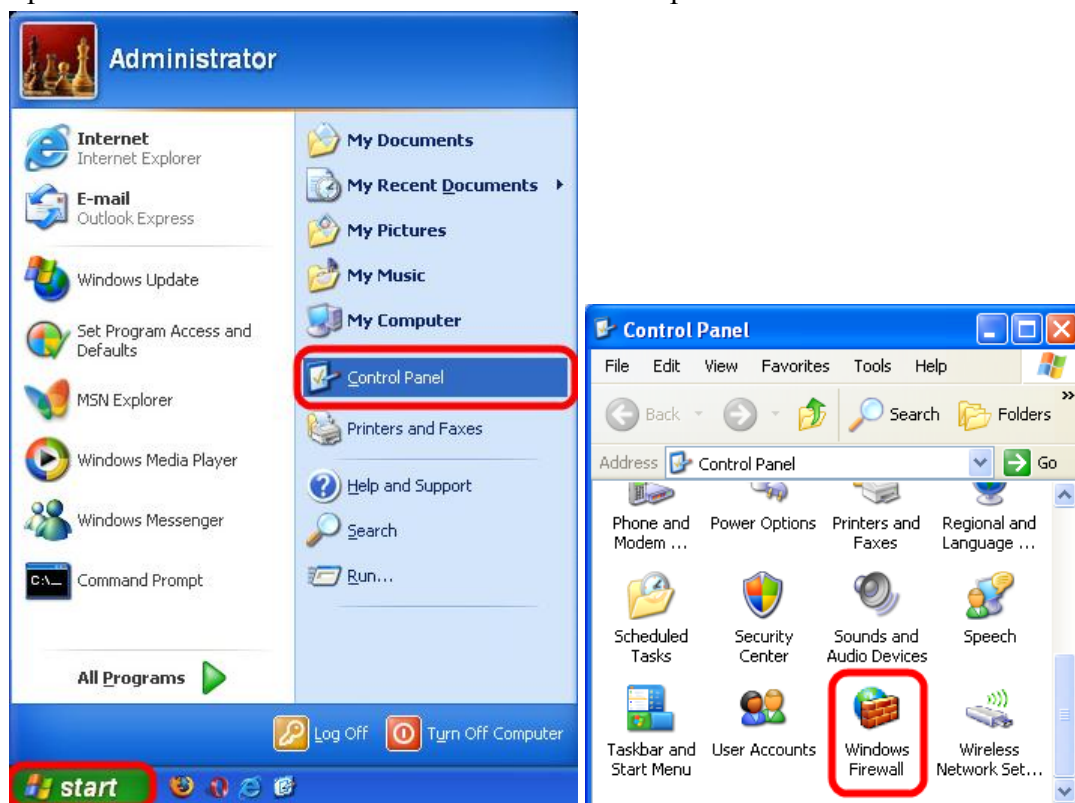 Administrator
Internet
Internet Explorer
E-mail
Outlook Express
Windows Update
Set Program Access and
Defaults
MSN Explorer
Windows Media Player
Windows Messenger
C:\_ Command Prompt
All Programs
My Documents
My Recent Documents
My Pictures
My Music
My Computer
Control Panel
Printers and Faxes
Help and Support
Search
Run...
Log Off Turn Off Computer
start
Control Panel
File Edit View Favorites Tools Help
Back Search Folders »
Address Control Panel Go
Phone and
Modem ...
Power Options
Printers and
Faxes
Regional and
Language ...
Scheduled
Tasks
Security
Center
Sounds and
Audio Devices
Speech
Taskbar and
Start Menu
User Accounts
Windows
Firewall
Wireless
Network Set...